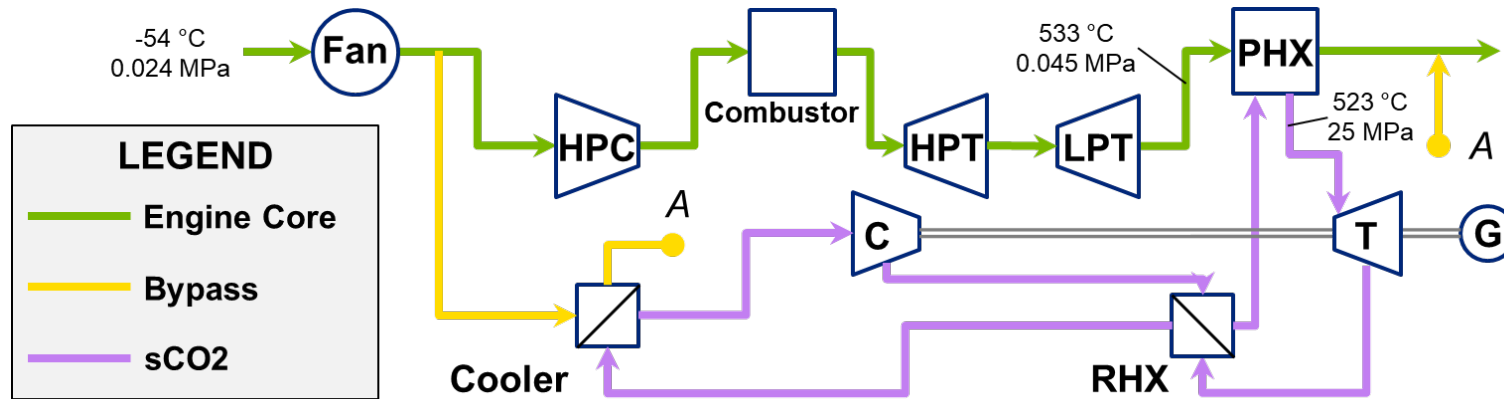 -54 °C
0.024 MPa
Fan
HPC
Combustor
HPT
LPT
533 °C
0.045 MPa
PHX
523 °C
25 MPa
A
LEGEND
Engine Core
Bypass
sCO2
A
Cooler
C
RHX
T
G